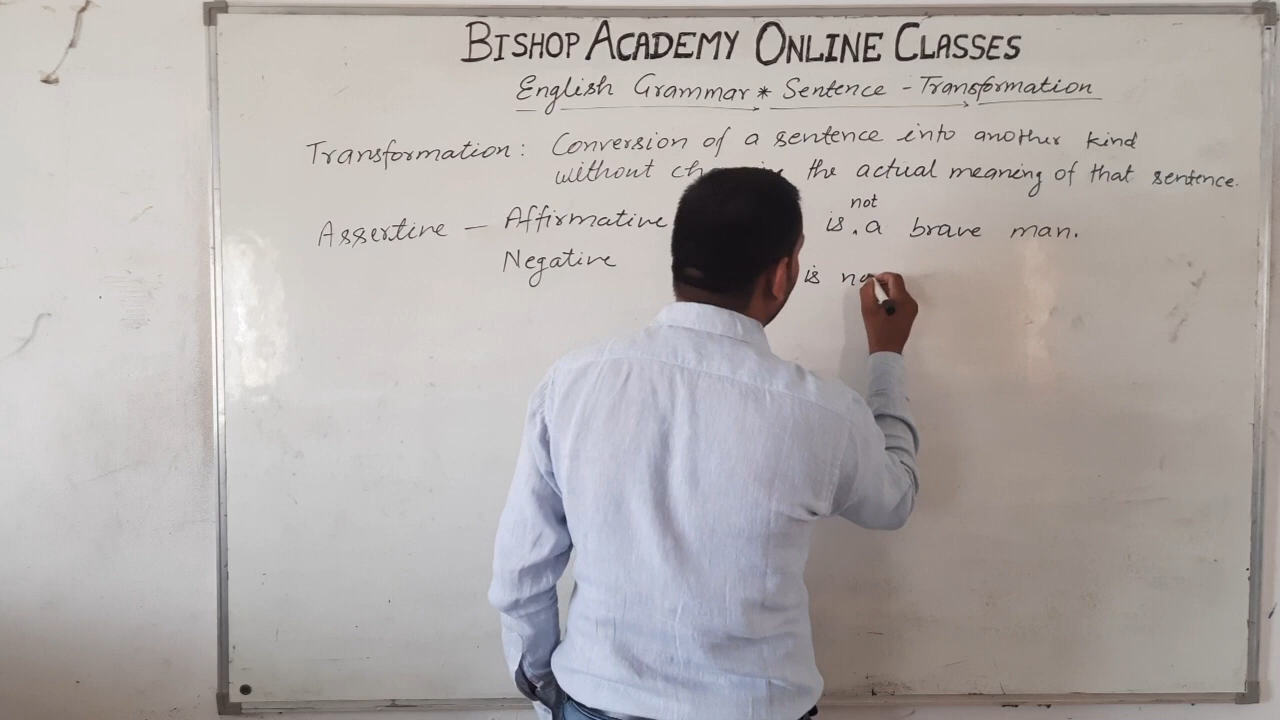 BISHOP ACADEMY ONLINE CLASSES
English Grammar * Sentence - Transformation
Transformation: Conversion of a sentence into another kind
without the actual meaning of that sentence.
not
Assertive — Affirmative is . a brave man.
Negative is